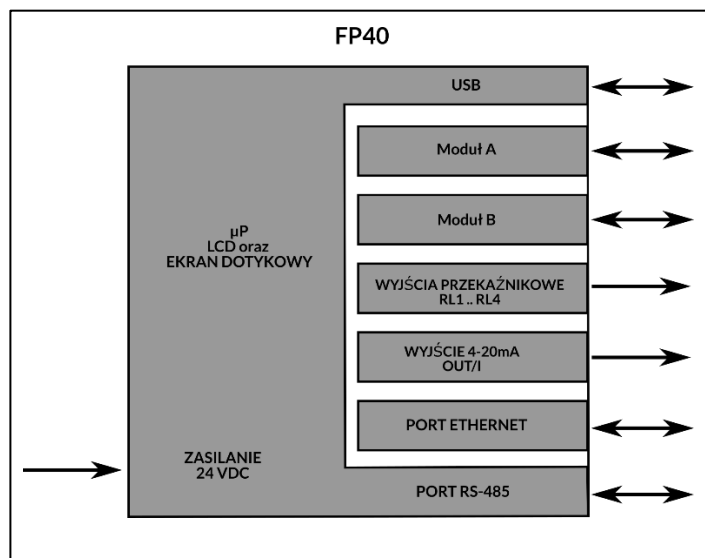 FP40
USB
Moduł A
Moduł B
µP
LCD oraz
EKRAN DOTYKOWY
WYJŚCIA PRZEKAŹNIKOWE
RL1 .. RL4
WYJŚCIE 4-20mA
OUT/I
PORT ETHERNET
ZASILANIE
24 VDC
PORT RS-485